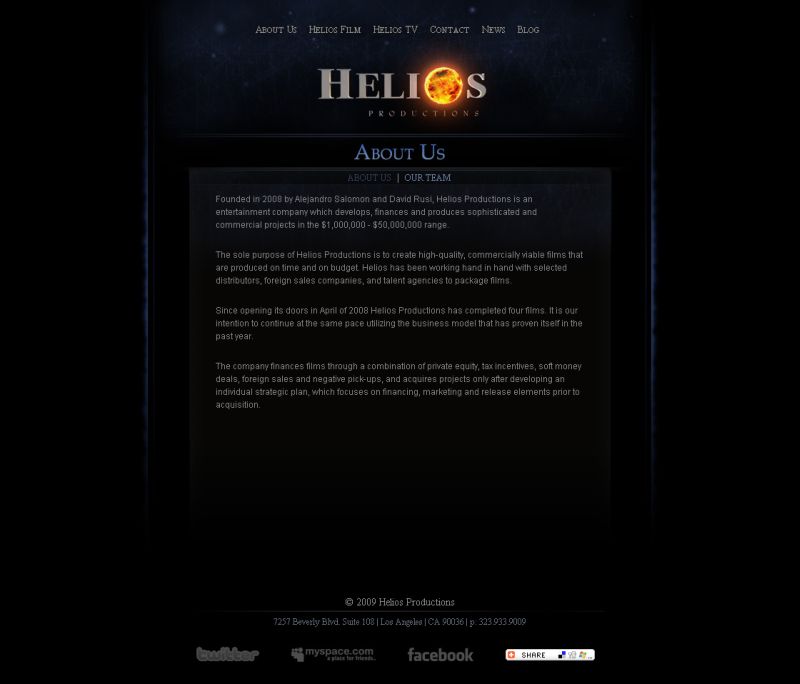 About Us Helios Film Helios TV Contact News Blog
HELIOS
PRODUCTIONS
About Us
ABOUT US | OUR TEAM
Founded in 2008 by Alejandro Salomon and David Rusi, Helios Productions is an
entertainment company which develops, finances and produces sophisticated and
commercial projects in the $1,000,000 - $50,000,000 range.
The sole purpose of Helios Productions is to create high-quality, commercially viable films that
are produced on time and on budget. Helios has been working hand in hand with selected
distributors, foreign sales companies, and talent agencies to package films.
Since opening its doors in April of 2008 Helios Productions has completed four films. It is our
intention to continue at the same pace utilizing the business model that has proven itself in the
past year.
The company finances films through a combination of private equity, tax incentives, soft money
deals, foreign sales and negative pick-ups, and acquires projects only after developing an
individual strategic plan, which focuses on financing, marketing and release elements prior to
acquisition.
© 2009 Helios Productions
7257 Beverly Blvd. Suite 108 | Los Angeles | CA 90036 | p: 323.933.9009
twitter myspace.com facebook SHARE
a place for friends